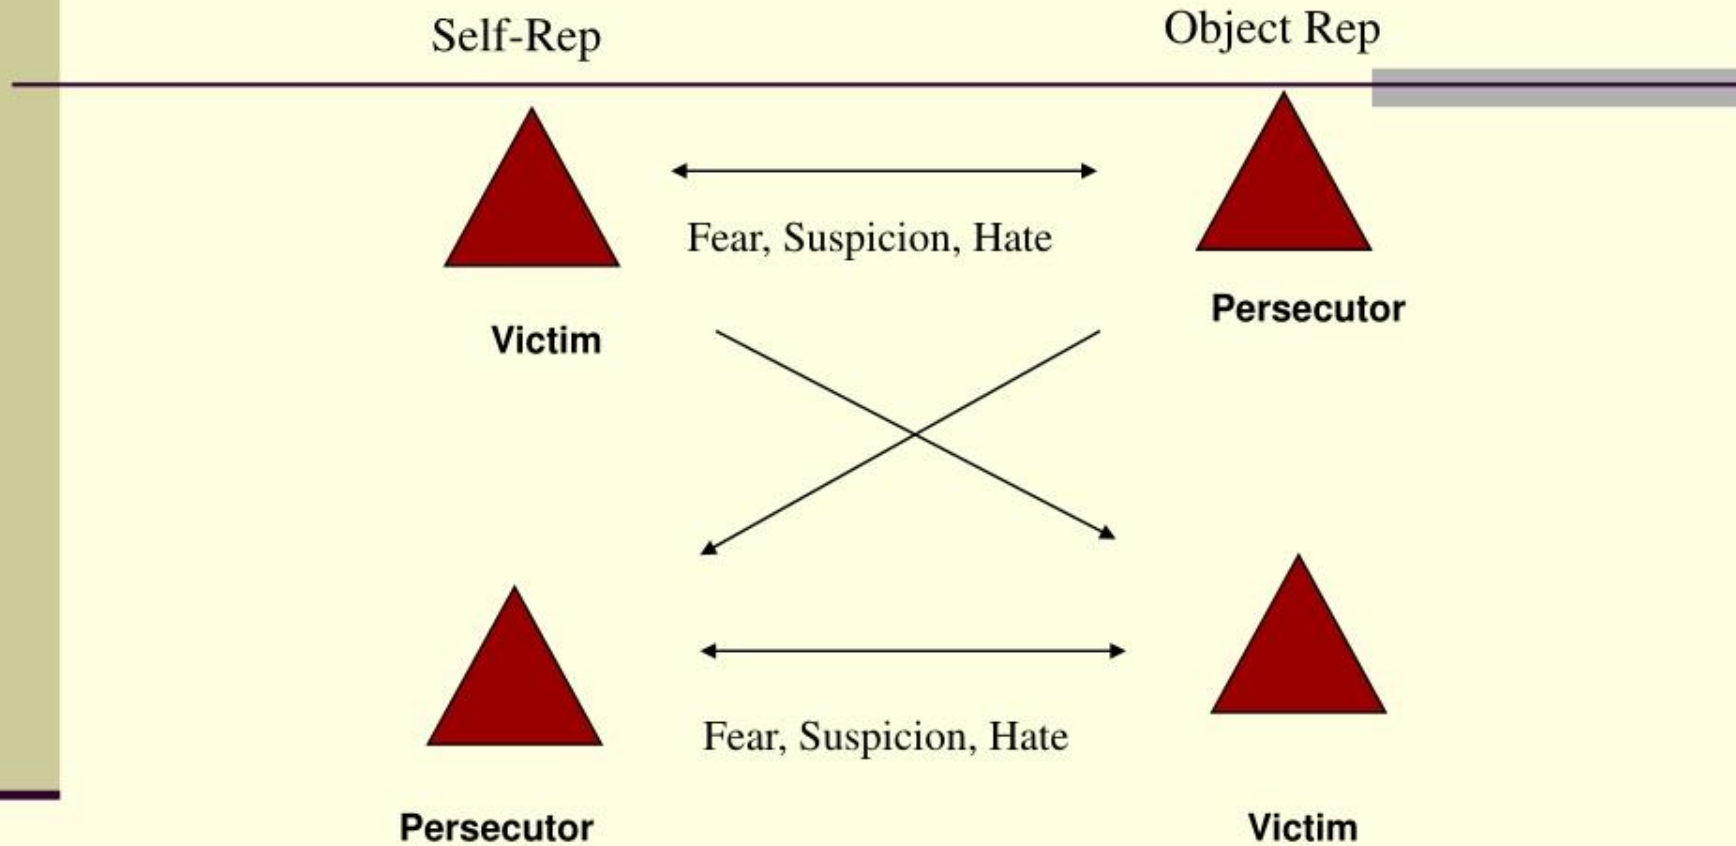 Self-Rep
Object Rep
Fear, Suspicion, Hate
Victim
Persecutor
Fear, Suspicion, Hate
Persecutor
Victim